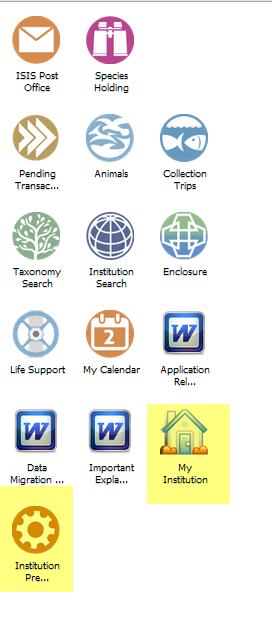 ISIS Post Species
Office Holding
Pending Animals Collection
Transac... Trips
Taxonomy Institution Enclosure
Search Search
2
Life Support My Calendar Application
Rel...
W
W W
Data Important My
Migration ... Expla... Institution
Institution
Pre...